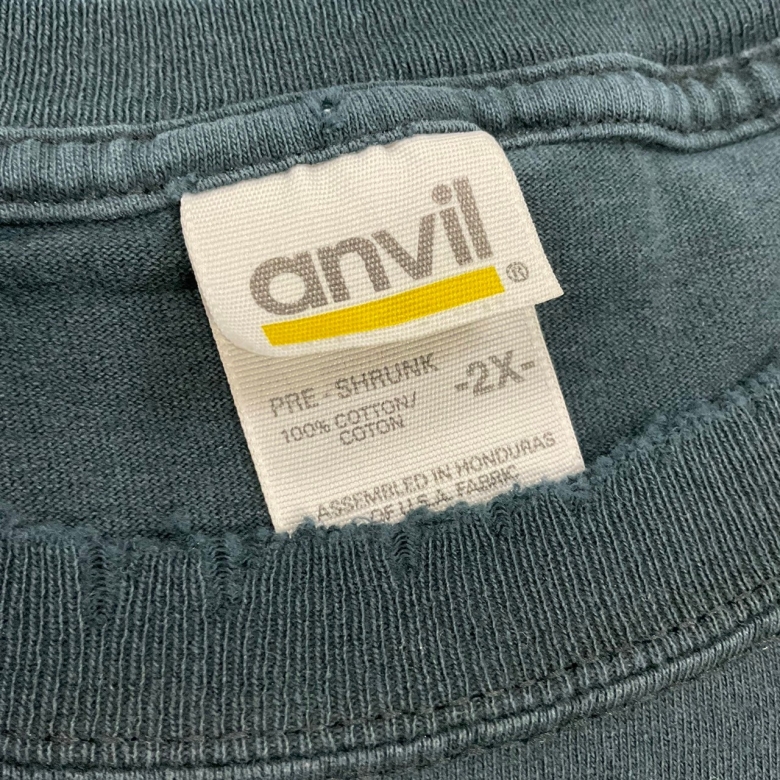 anvil®
PRE-SHRUNK -2X-
100% COTTON/
COTON
ASSEMBLED IN HONDURAS
OF U.S.A. FABRIC